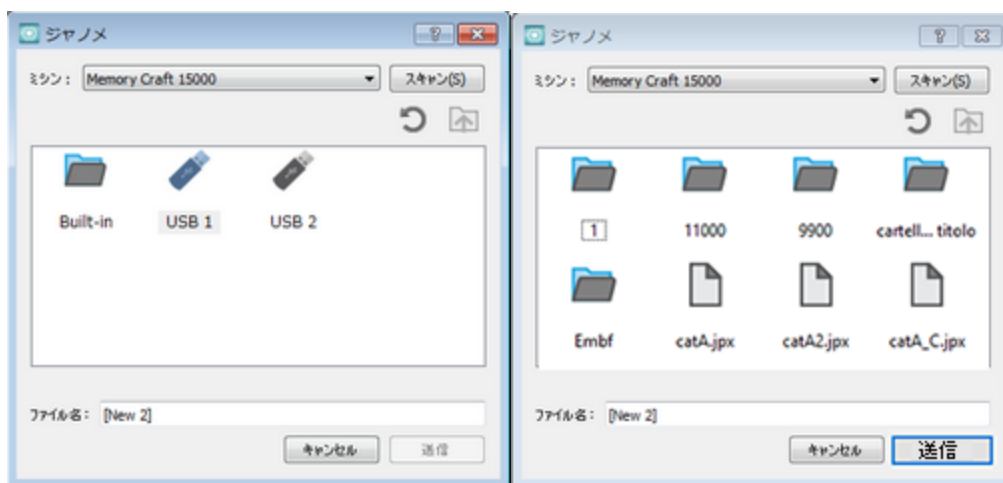 ジャノメ
ミシン: Memory Craft 15000 スキャン(S)
Built-in USB 1 USB 2
ファイル名: [New 2]
キャンセル 送信
ジャノメ
ミシン: Memory Craft 15000 スキャン(S)
1 11000 9900 cartell... titolo
Embf catA.jpx catA2.jpx catA_C.jpx
ファイル名: [New 2]
キャンセル 送信